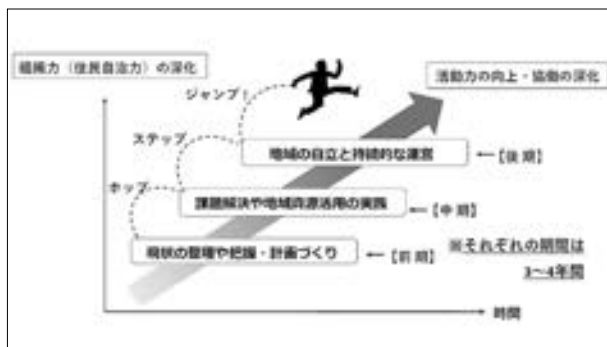 組織力（住民自治力）の深化
活動力の向上・協働の深化
ジャンプ！
ステップ
地域の自立と持続的な運営
←【後期】
ホップ
課題解決や地域資源活用の実践
←【中期】
現状の整理や把握・計画づくり
←【前期】
※それぞれの期間は
3～4年間
時間